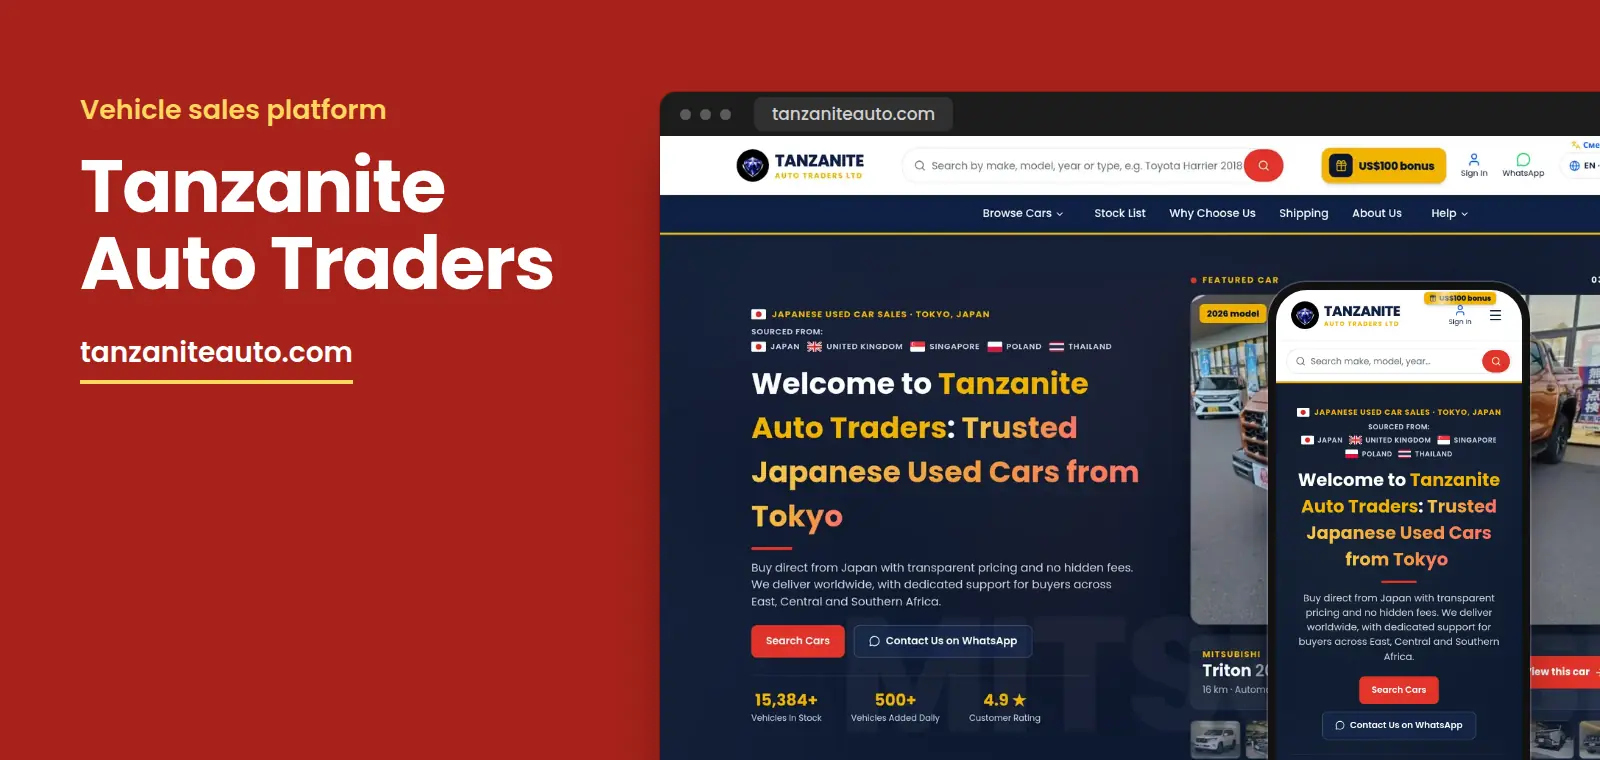 Vehicle sales platform
Tanzanite
Auto Traders
tanzaniteauto.com
tanzaniteauto.com
TANZANITE
AUTO TRADERS LTD
Search by make, model, year or type, e.g. Toyota Harrier 2018
US$100 bonus
Sign In
WhatsApp
EN
Browse Cars
Stock List
Why Choose Us
Shipping
About Us
Help
JAPANESE USED CAR SALES · TOKYO, JAPAN
SOURCED FROM:
JAPAN UNITED KINGDOM SINGAPORE POLAND THAILAND
Welcome to Tanzanite
Auto Traders: Trusted
Japanese Used Cars from
Tokyo
Buy direct from Japan with transparent pricing and no hidden fees.
We deliver worldwide, with dedicated support for buyers across
East, Central and Southern Africa.
Search Cars
Contact Us on WhatsApp
15,384+
Vehicles In Stock
500+
Vehicles Added Daily
4.9 ★
Customer Rating
FEATURED CAR
2026 model
MITSUBISHI
Triton
16 km
View this car
TANZANITE
AUTO TRADERS LTD
US$100 bonus
Sign In
Search make, model, year...
JAPANESE USED CAR SALES · TOKYO, JAPAN
SOURCED FROM:
JAPAN UNITED KINGDOM SINGAPORE
POLAND THAILAND
Welcome to Tanzanite
Auto Traders: Trusted
Japanese Used Cars
from Tokyo
Buy direct from Japan with transparent
pricing and no hidden fees. We deliver
worldwide, with dedicated support for
buyers across East, Central and Southern
Africa.
Search Cars
Contact Us on WhatsApp